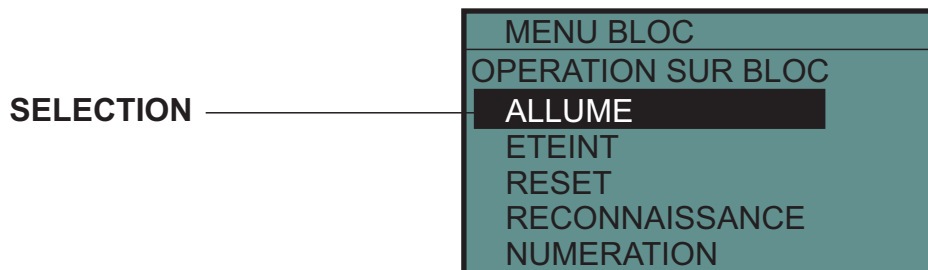 MENU BLOC
OPERATION SUR BLOC
SELECTION
ALLUME
ETEINT
RESET
RECONNAISSANCE
NUMERATION